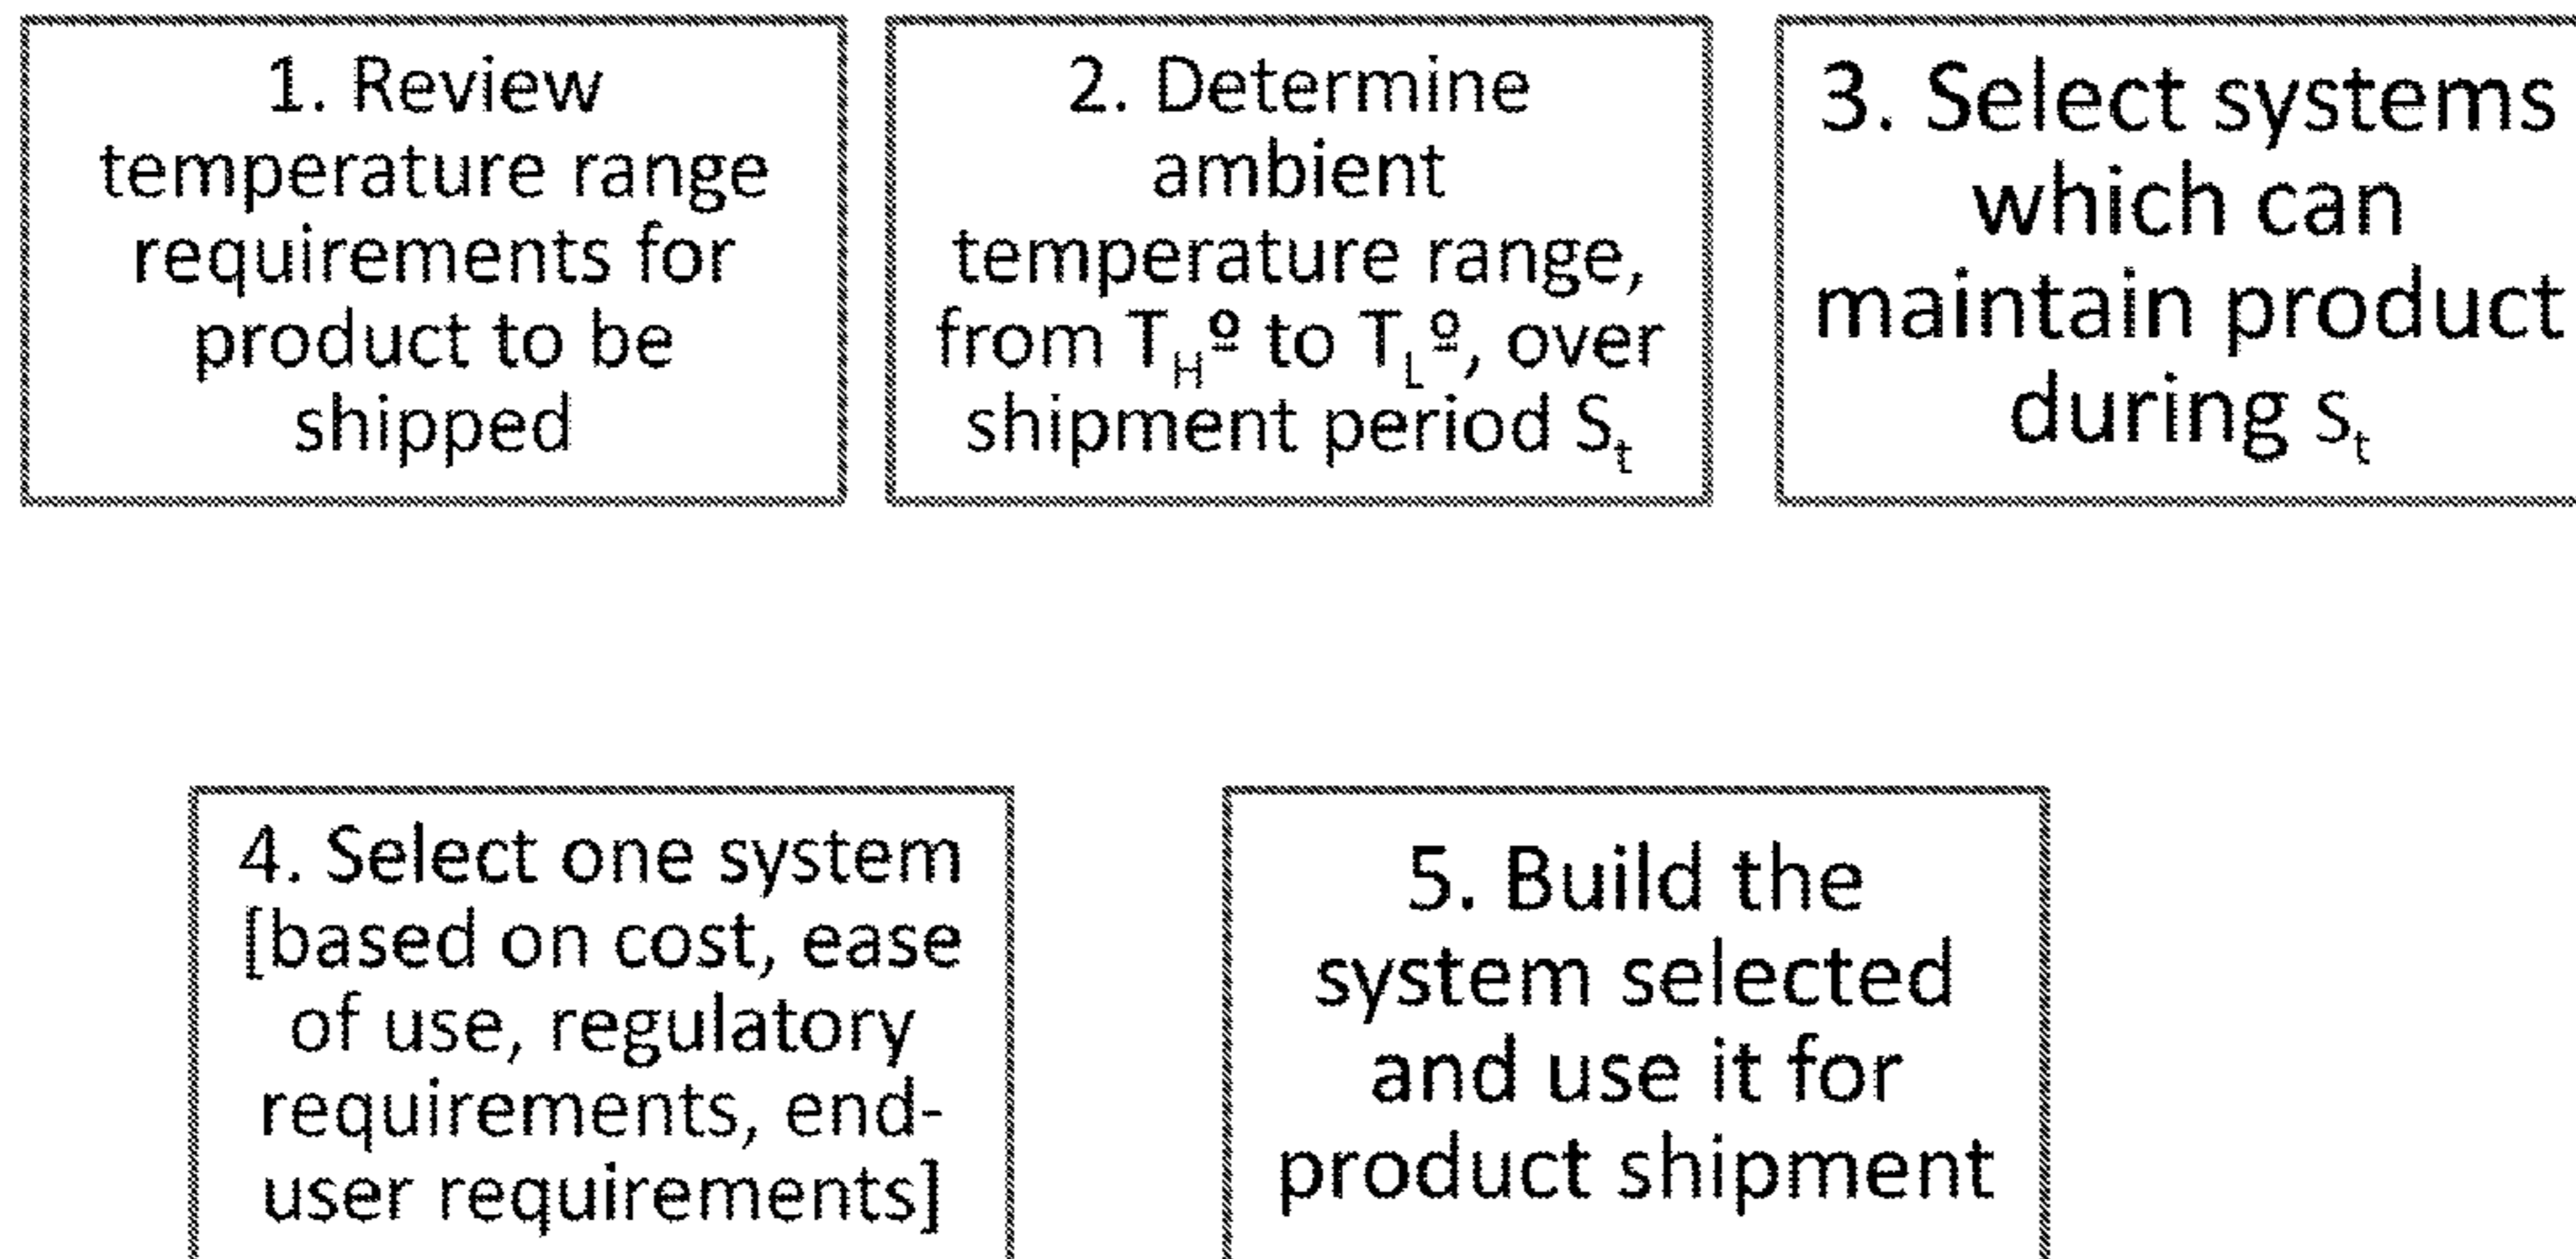 1. Review
temperature range
requirements for
product to be
shipped
2. Determine
ambient
temperature range,
from T_Hº to T_Lº, over
shipment period S_t
3. Select systems
which can
maintain product
during S_t
4. Select one system
[based on cost, ease
of use, regulatory
requirements, end-
user requirements]
5. Build the
system selected
and use it for
product shipment